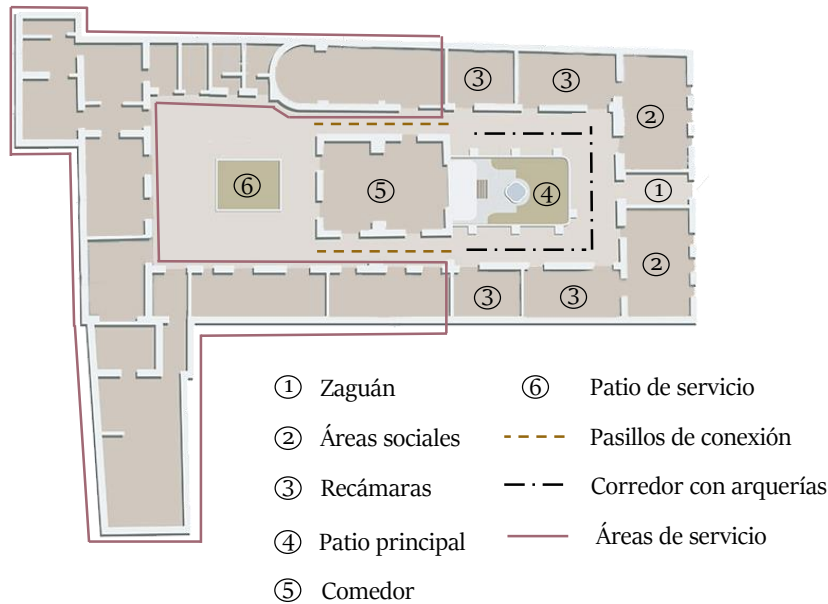 ③ ③
②
①
⑥ ⑤ ④
②
③ ③
① Zaguán
② Áreas sociales
③ Recámaras
④ Patio principal
⑤ Comedor
⑥ Patio de servicio
Pasillos de conexión
Corredor con arquerías
Áreas de servicio